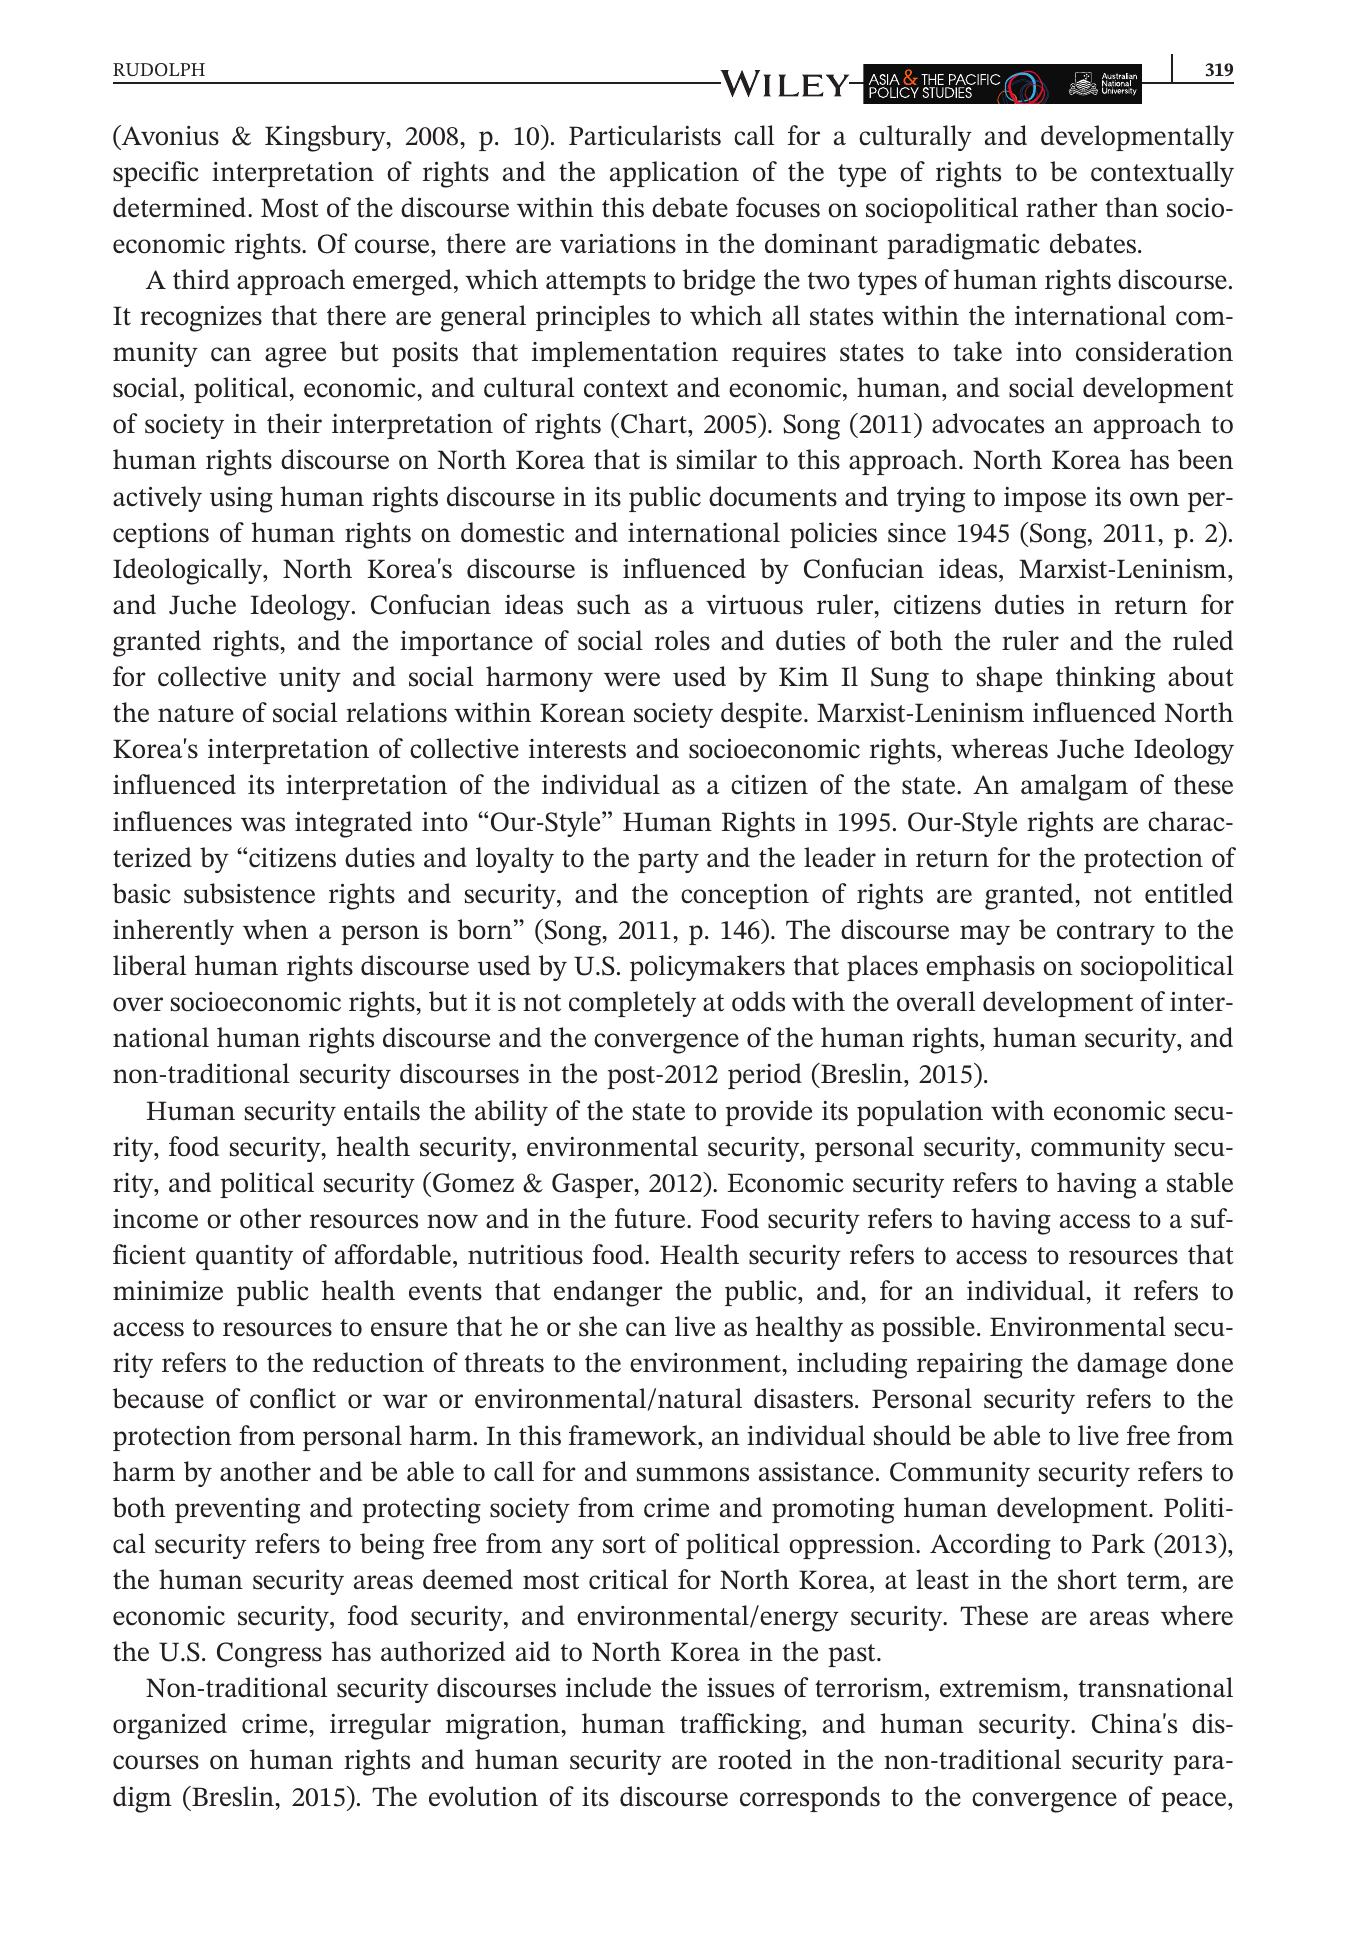 RUDOLPH
WILEY
ASIA & THE PACIFIC
POLICY STUDIES
Australian
National
University
319
(Avonius & Kingsbury, 2008, p. 10). Particularists call for a culturally and developmentally
specific interpretation of rights and the application of the type of rights to be contextually
determined. Most of the discourse within this debate focuses on sociopolitical rather than socio-
economic rights. Of course, there are variations in the dominant paradigmatic debates.
A third approach emerged, which attempts to bridge the two types of human rights discourse.
It recognizes that there are general principles to which all states within the international com-
munity can agree but posits that implementation requires states to take into consideration
social, political, economic, and cultural context and economic, human, and social development
of society in their interpretation of rights (Chart, 2005). Song (2011) advocates an approach to
human rights discourse on North Korea that is similar to this approach. North Korea has been
actively using human rights discourse in its public documents and trying to impose its own per-
ceptions of human rights on domestic and international policies since 1945 (Song, 2011, p. 2).
Ideologically, North Korea's discourse is influenced by Confucian ideas, Marxist-Leninism,
and Juche Ideology. Confucian ideas such as a virtuous ruler, citizens duties in return for
granted rights, and the importance of social roles and duties of both the ruler and the ruled
for collective unity and social harmony were used by Kim Il Sung to shape thinking about
the nature of social relations within Korean society despite. Marxist-Leninism influenced North
Korea's interpretation of collective interests and socioeconomic rights, whereas Juche Ideology
influenced its interpretation of the individual as a citizen of the state. An amalgam of these
influences was integrated into “Our-Style” Human Rights in 1995. Our-Style rights are charac-
terized by “citizens duties and loyalty to the party and the leader in return for the protection of
basic subsistence rights and security, and the conception of rights are granted, not entitled
inherently when a person is born” (Song, 2011, p. 146). The discourse may be contrary to the
liberal human rights discourse used by U.S. policymakers that places emphasis on sociopolitical
over socioeconomic rights, but it is not completely at odds with the overall development of inter-
national human rights discourse and the convergence of the human rights, human security, and
non-traditional security discourses in the post-2012 period (Breslin, 2015).
Human security entails the ability of the state to provide its population with economic secu-
rity, food security, health security, environmental security, personal security, community secu-
rity, and political security (Gomez & Gasper, 2012). Economic security refers to having a stable
income or other resources now and in the future. Food security refers to having access to a suf-
ficient quantity of affordable, nutritious food. Health security refers to access to resources that
minimize public health events that endanger the public, and, for an individual, it refers to
access to resources to ensure that he or she can live as healthy as possible. Environmental secu-
rity refers to the reduction of threats to the environment, including repairing the damage done
because of conflict or war or environmental/natural disasters. Personal security refers to the
protection from personal harm. In this framework, an individual should be able to live free from
harm by another and be able to call for and summons assistance. Community security refers to
both preventing and protecting society from crime and promoting human development. Politi-
cal security refers to being free from any sort of political oppression. According to Park (2013),
the human security areas deemed most critical for North Korea, at least in the short term, are
economic security, food security, and environmental/energy security. These are areas where
the U.S. Congress has authorized aid to North Korea in the past.
Non-traditional security discourses include the issues of terrorism, extremism, transnational
organized crime, irregular migration, human trafficking, and human security. China's dis-
courses on human rights and human security are rooted in the non-traditional security para-
digm (Breslin, 2015). The evolution of its discourse corresponds to the convergence of peace,